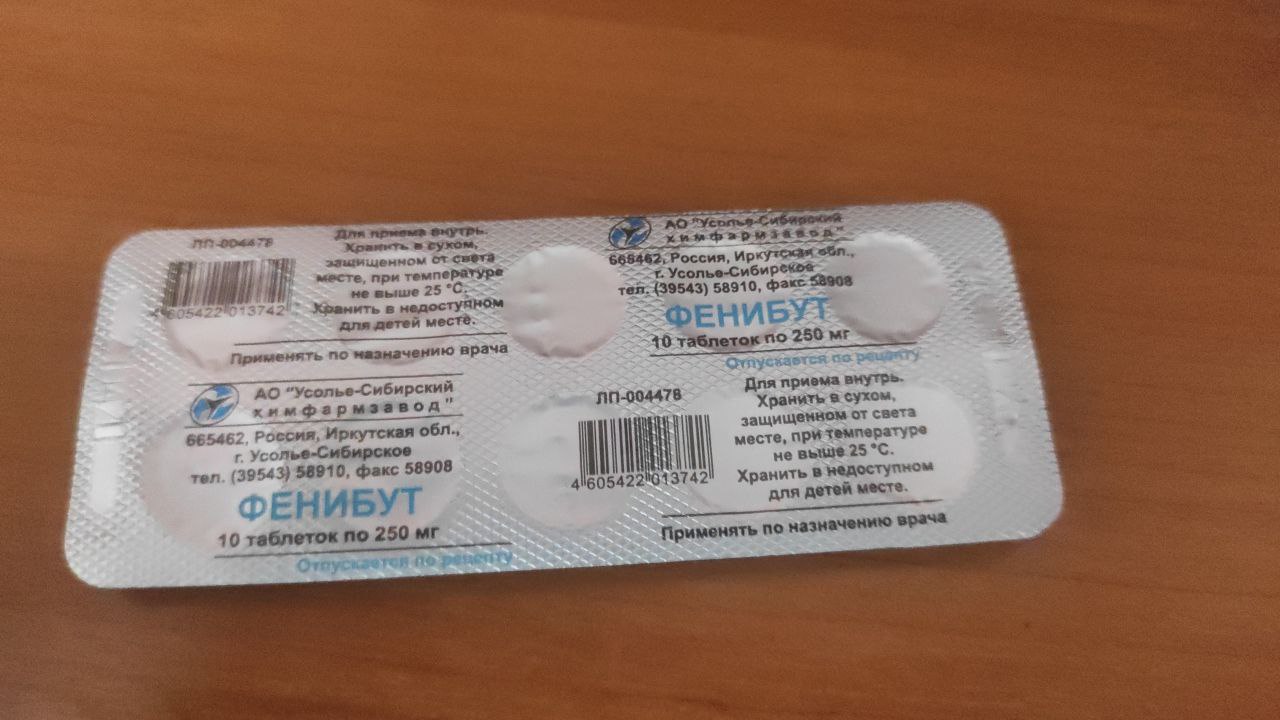 ЛП-004478
4 605422 013742
Для приема внутрь.
Хранить в сухом,
защищенном от света
месте, при температуре
не выше 25 °С.
Хранить в недоступном
для детей месте.
Применять по назначению врача
АО "Усолье-Сибирский
химфармзавод"
665462, Россия, Иркутская обл.,
г. Усолье-Сибирское
тел. (39543) 58910, факс 58908
ФЕНИБУТ
10 таблеток по 250 мг
Отпускается по рецепту
АО "Усолье-Сибирский
химфармзавод"
665462, Россия, Иркутская обл.,
г. Усолье-Сибирское
тел. (39543) 58910, факс 58908
ФЕНИБУТ
10 таблеток по 250 мг
Отпускается по рецепту
ЛП-004478
4 605422 013742
Для приема внутрь.
Хранить в сухом,
защищенном от света
месте, при температуре
не выше 25 °С.
Хранить в недоступном
для детей месте.
Применять по назначению врача